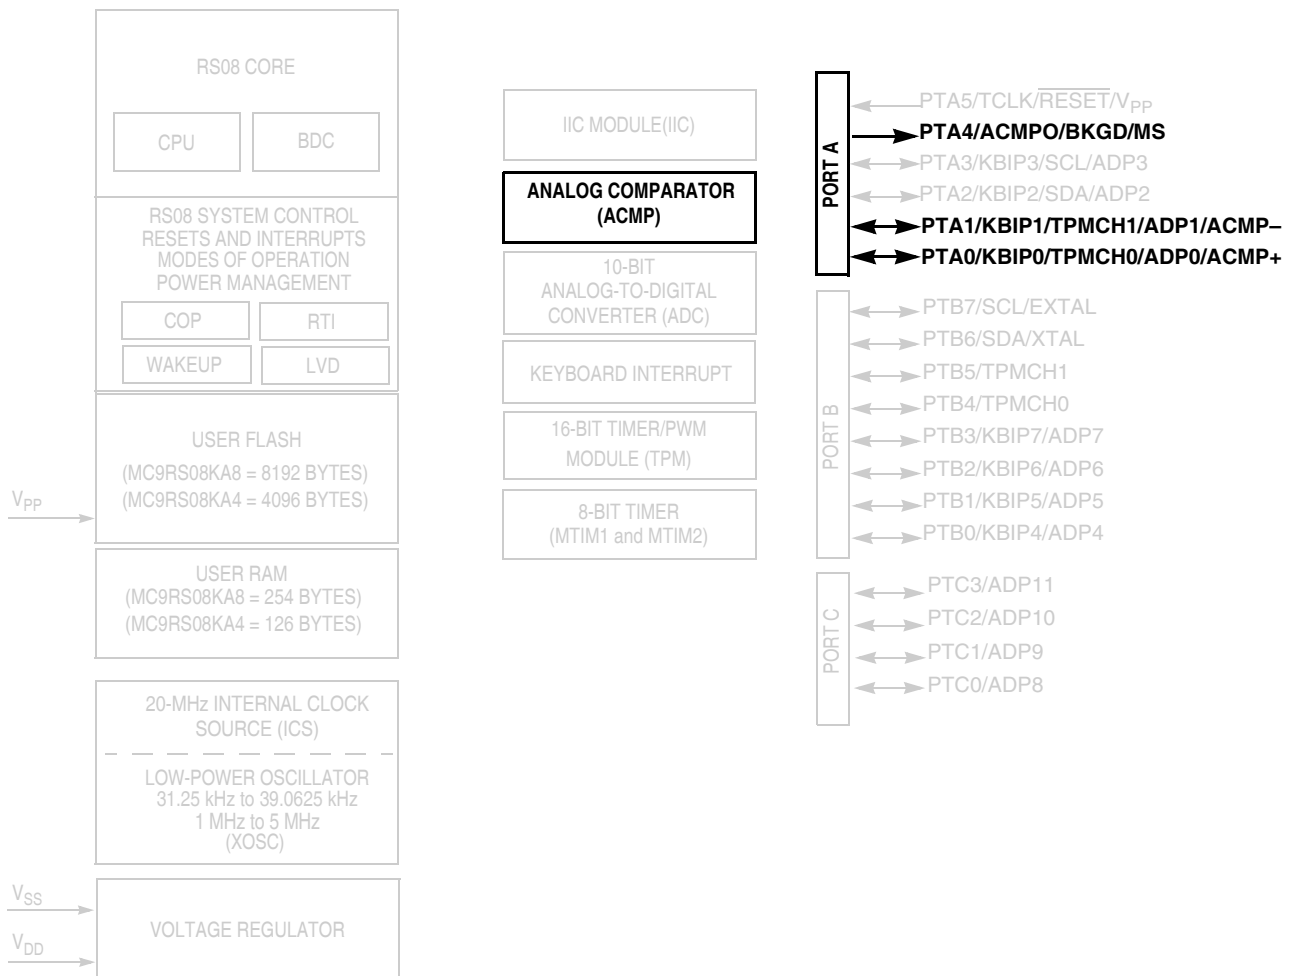 RS08 CORE
CPU
BDC
RS08 SYSTEM CONTROL
RESETS AND INTERRUPTS
MODES OF OPERATION
POWER MANAGEMENT
COP
RTI
WAKEUP
LVD
USER FLASH
(MC9RS08KA8 = 8192 BYTES)
(MC9RS08KA4 = 4096 BYTES)
VPP
USER RAM
(MC9RS08KA8 = 254 BYTES)
(MC9RS08KA4 = 126 BYTES)
20-MHz INTERNAL CLOCK
SOURCE (ICS)
LOW-POWER OSCILLATOR
31.25 kHz to 39.0625 kHz
1 MHz to 5 MHz
(XOSC)
VSS
VDD
VOLTAGE REGULATOR
IIC MODULE(IIC)
ANALOG COMPARATOR
(ACMP)
10-BIT
ANALOG-TO-DIGITAL
CONVERTER (ADC)
KEYBOARD INTERRUPT
16-BIT TIMER/PWM
MODULE (TPM)
8-BIT TIMER
(MTIM1 and MTIM2)
PORT A
PTA5/TCLK/RESET/VPP
PTA4/ACMPO/BKGD/MS
PTA3/KBIP3/SCL/ADP3
PTA2/KBIP2/SDA/ADP2
PTA1/KBIP1/TPMCH1/ADP1/ACMP–
PTA0/KBIP0/TPMCH0/ADP0/ACMP+
PORT B
PTB7/SCL/EXTAL
PTB6/SDA/XTAL
PTB5/TPMCH1
PTB4/TPMCH0
PTB3/KBIP7/ADP7
PTB2/KBIP6/ADP6
PTB1/KBIP5/ADP5
PTB0/KBIP4/ADP4
PORT C
PTC3/ADP11
PTC2/ADP10
PTC1/ADP9
PTC0/ADP8